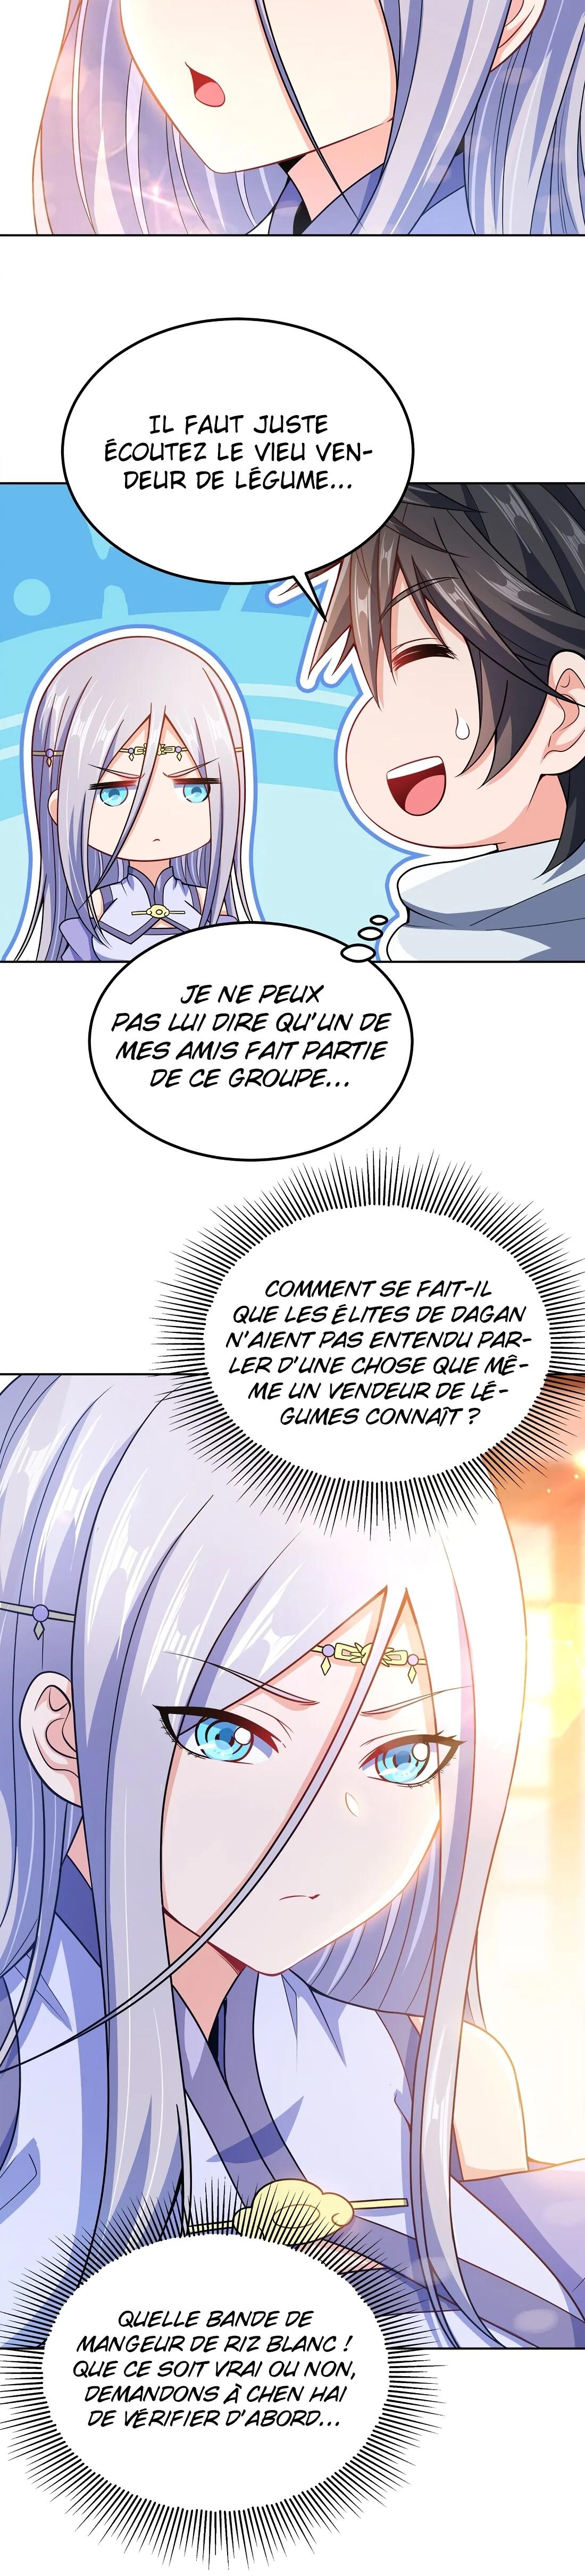 IL FAUT JUSTE
ÉCOUTEZ LE VIEU VEN-
DEUR DE LÉGUME...
JE NE PEUX
PAS LUI DIRE QU'UN DE
MES AMIS FAIT PARTIE
DE CE GROUPE...
COMMENT SE FAIT-IL
QUE LES ÉLITES DE DAGAN
N'AIENT PAS ENTENDU PAR-
LER D'UNE CHOSE QUE MÊ-
ME UN VENDEUR DE LÉ-
GUMES CONNAÎT ?
QUELLE BANDE DE
MANGEUR DE RIZ BLANC !
QUE CE SOIT VRAI OU NON,
DEMANDONS À CHEN HAI
DE VÉRIFIER D'ABORD...